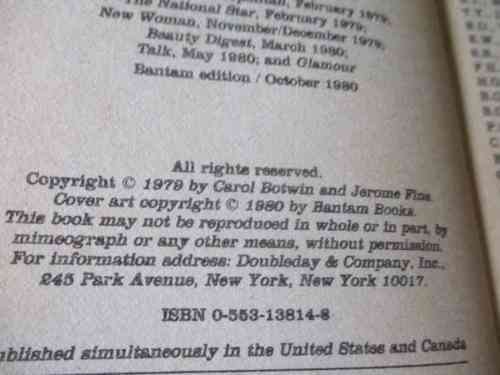 February 1979;
The National Star, February 1979;
New Woman, November/December 1979;
Beauty Digest, March 1980;
Talk, May 1980; and Glamour
Bantam edition / October 1980
All rights reserved.
Copyright © 1979 by Carol Botwin and Jerome Fine.
Cover art copyright © 1980 by Bantam Books.
This book may not be reproduced in whole or in part, by
mimeograph or any other means, without permission.
For information address: Doubleday & Company, Inc.,
245 Park Avenue, New York, New York 10017.
ISBN 0-553-13814-8
ublished simultaneously in the United States and Canada